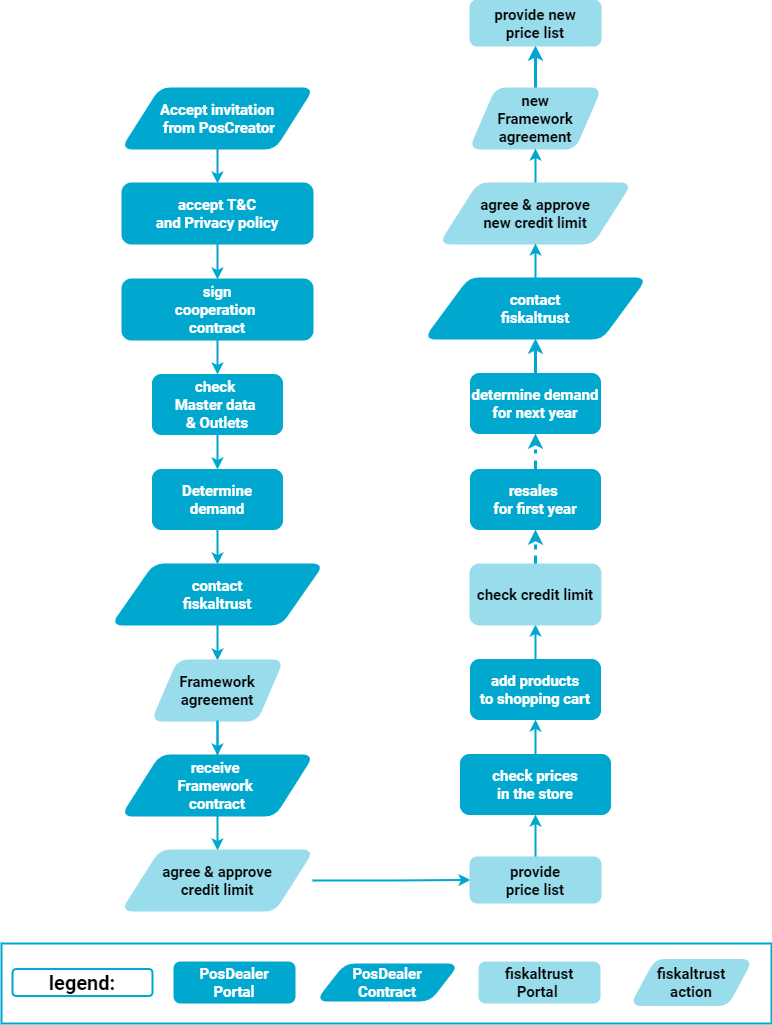 Accept invitation
from PosCreator
accept T&C
and Privacy policy
sign
cooperation
contract
check
Master data
& Outlets
Determine
demand
contact
fiskaltrust
Framework
agreement
receive
Framework
contract
agree & approve
credit limit
provide
price list
check prices
in the store
add products
to shopping cart
check credit limit
resales
for first year
determine demand
for next year
contact
fiskaltrust
agree & approve
new credit limit
new
Framework
agreement
provide new
price list
legend:
PosDealer
Portal
PosDealer
Contract
fiskaltrust
Portal
fiskaltrust
action